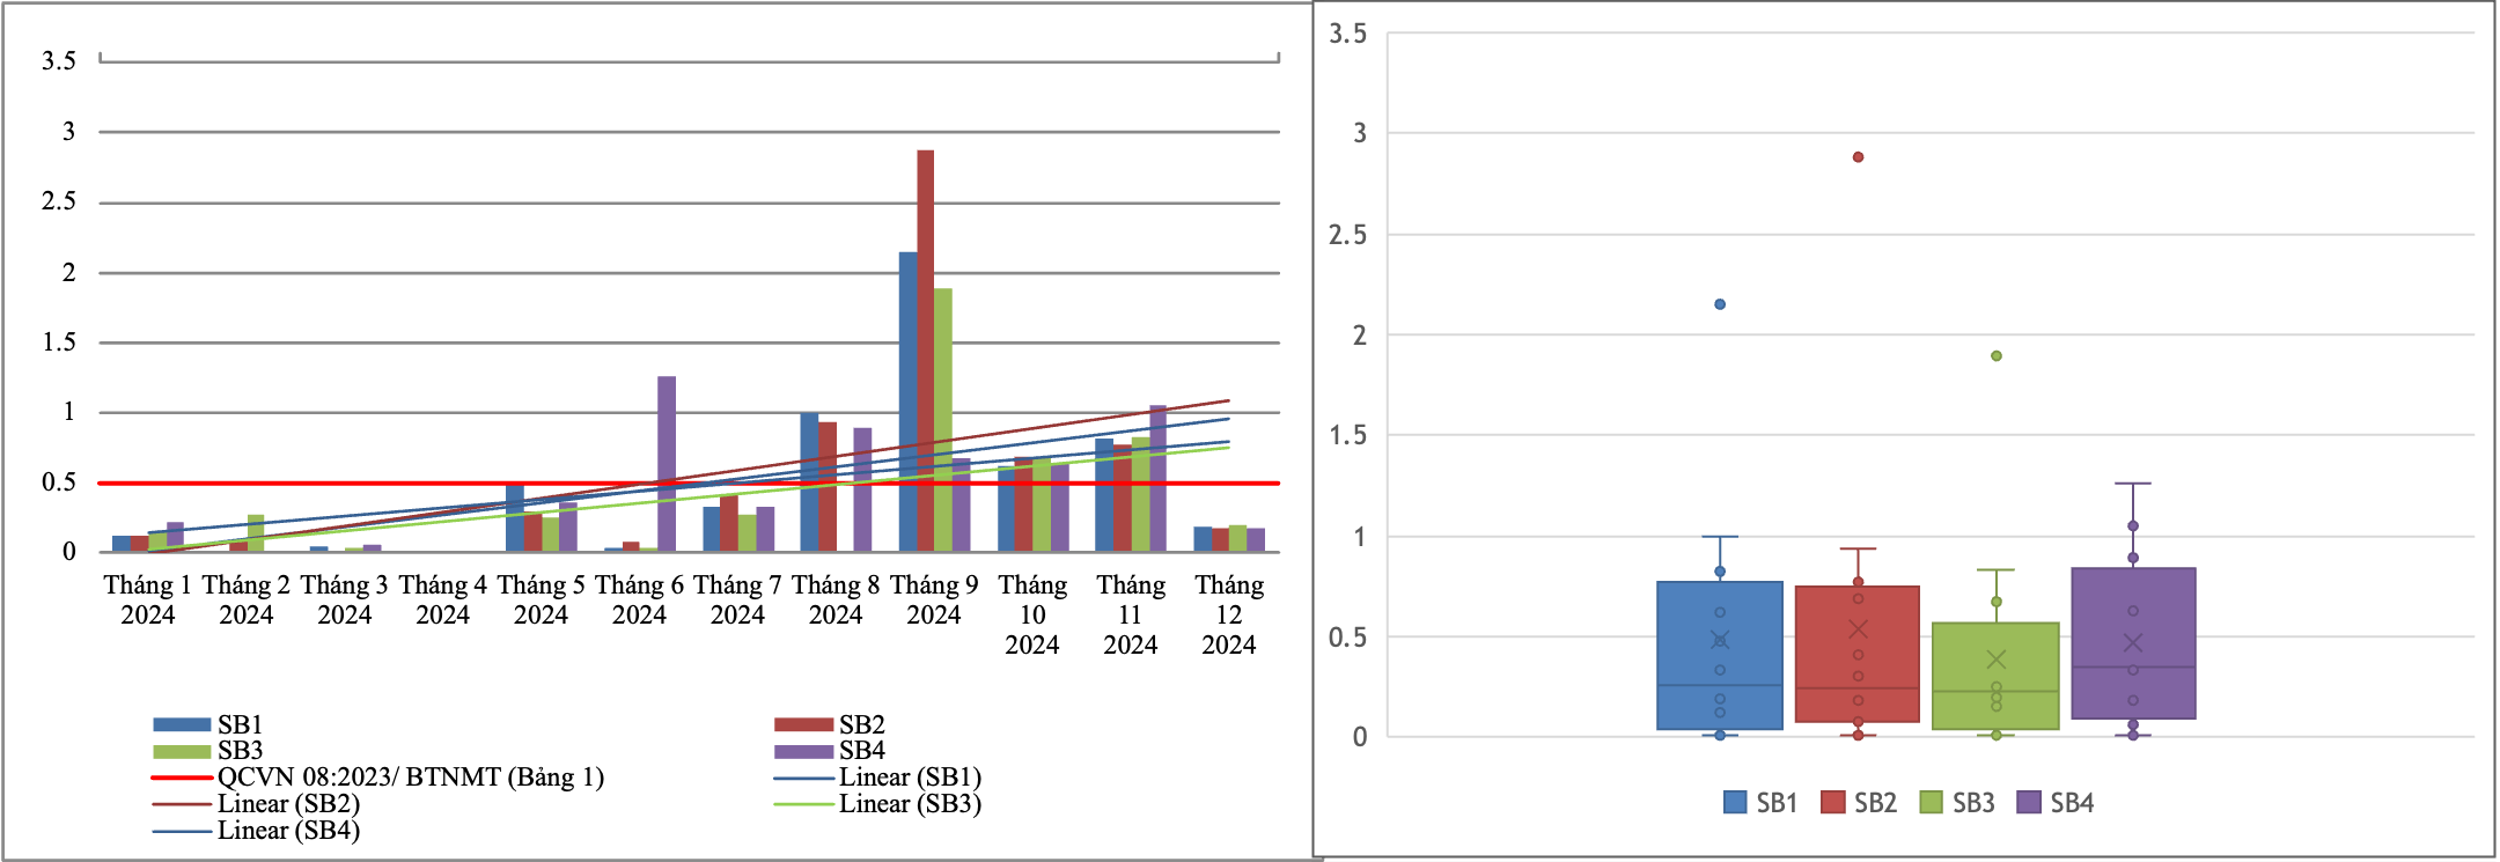 3.5
3
2.5
2
1.5
1
0.5
0
Tháng 1 Tháng 2 Tháng 3 Tháng 4 Tháng 5 Tháng 6 Tháng 7 Tháng 8 Tháng 9 Tháng Tháng Tháng
2024 2024 2024 2024 2024 2024 2024 2024 2024 10 11 12
2024 2024 2024
SB1 SB2
SB3 SB4
QCVN 08:2023/ BTNMT (Bảng 1) Linear (SB1)
Linear (SB2) Linear (SB3)
Linear (SB4)
3.5
3
2.5
2
1.5
1
0.5
0
SB1 SB2 SB3 SB4